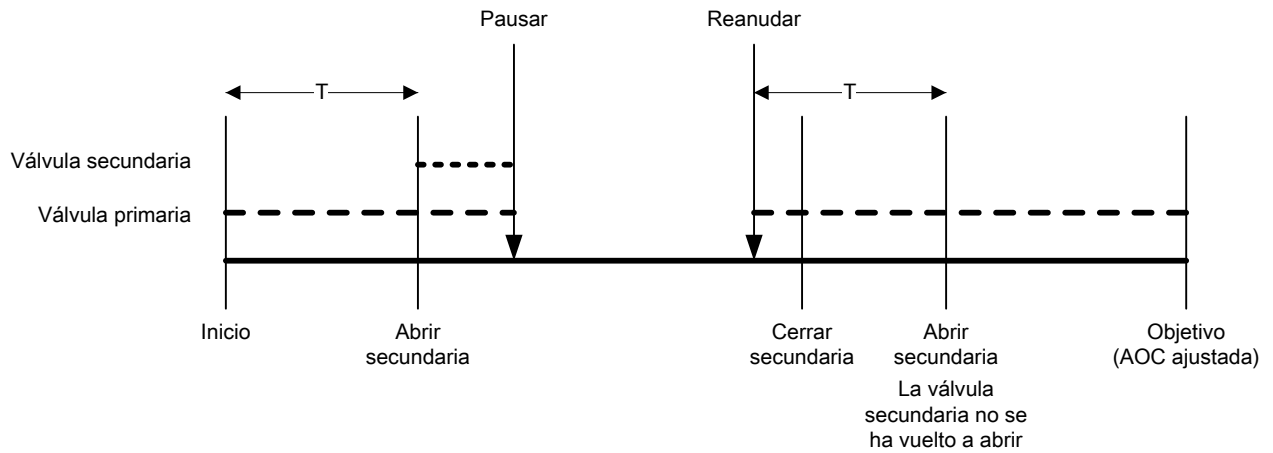 Pausar
Reanudar
T
T
Válvula secundaria
Válvula primaria
Inicio
Abrir
secundaria
Cerrar
secundaria
Abrir
secundaria
La válvula
secundaria no se
ha vuelto a abrir
Objetivo
(AOC ajustada)